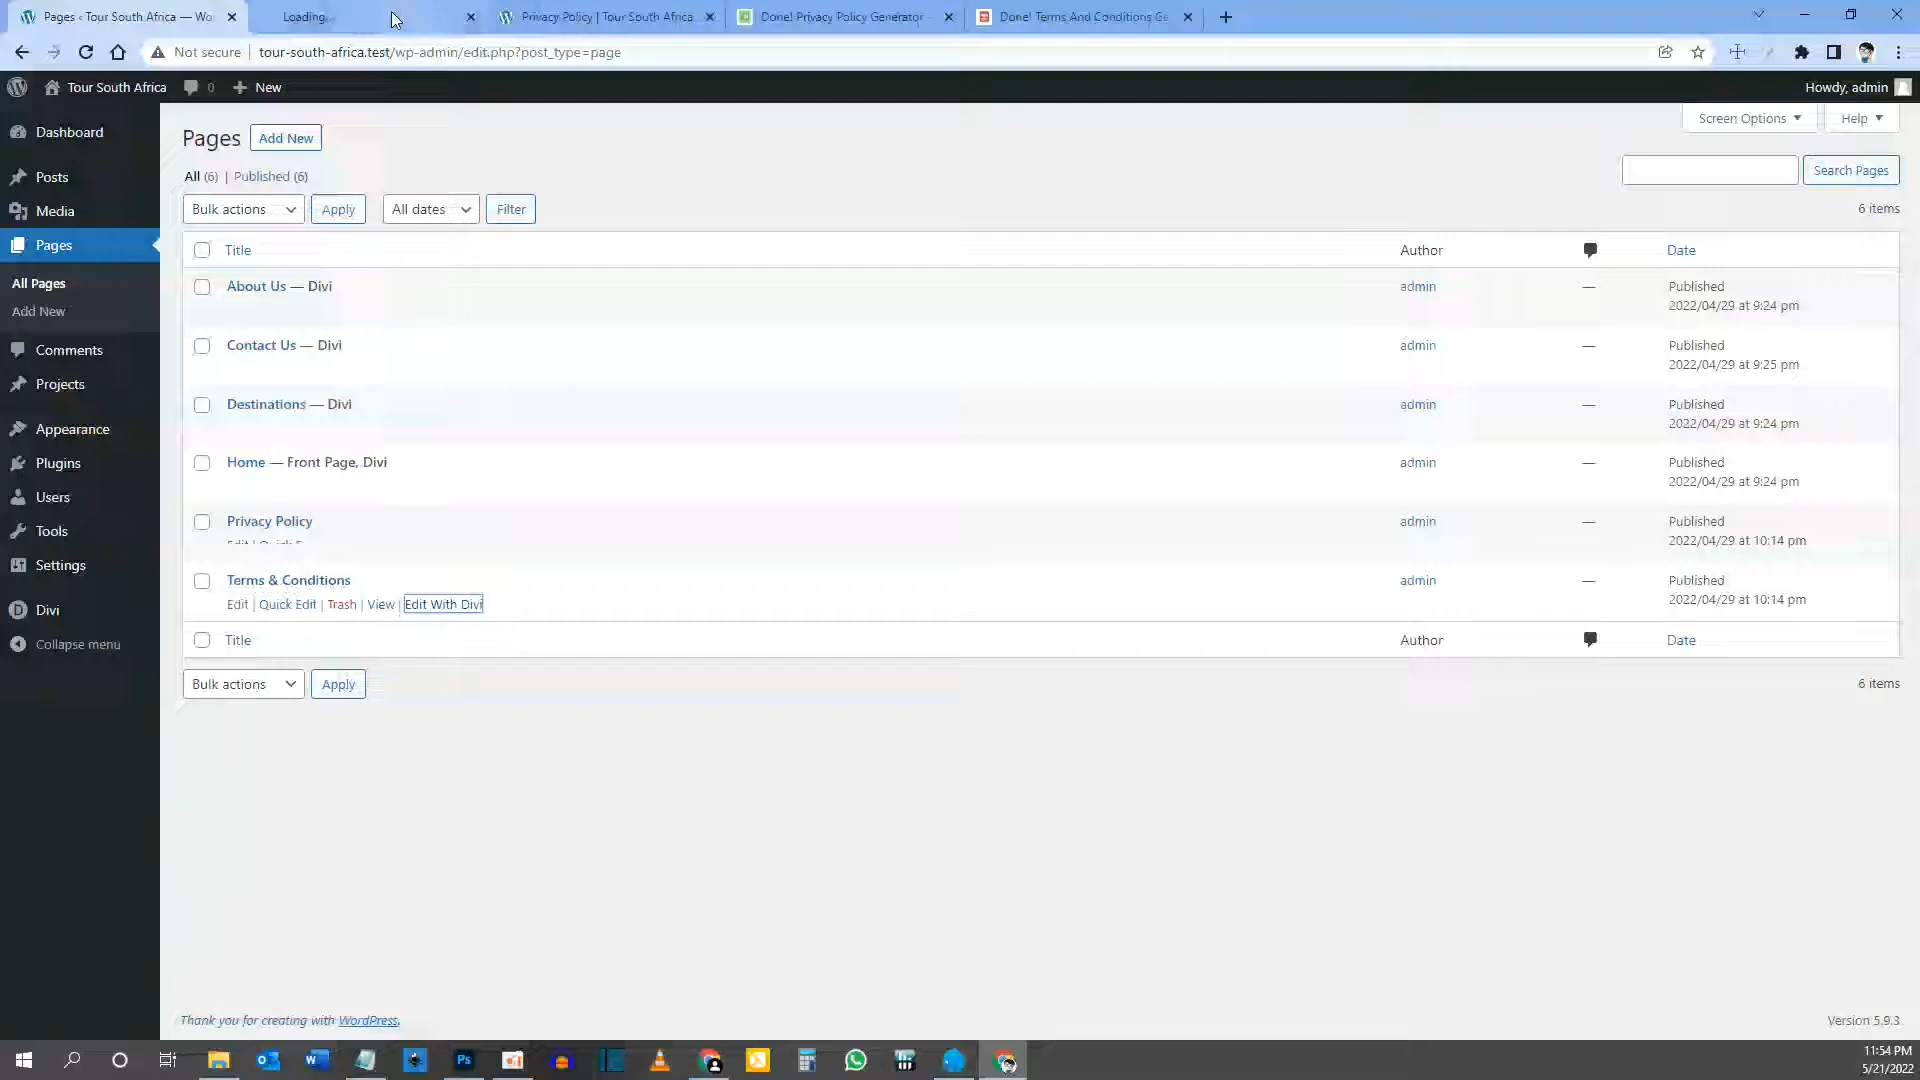 Pages ‹ Tour South Africa — Wo
Loading...
Privacy Policy | Tour South Africa
Done! Privacy Policy Generator
Done! Terms And Conditions Ge
Not secure
tour-south-africa.test/wp-admin/edit.php?post_type=page
Tour South Africa
0
New
Howdy, admin
Screen Options
Help
Dashboard
Posts
Media
Pages
All Pages
Add New
Comments
Projects
Appearance
Plugins
Users
Tools
Settings
Divi
Collapse menu
Pages
Add New
All (6) | Published (6)
Search Pages
Bulk actions
Apply
All dates
Filter
6 items
Title
Author
Date
About Us — Divi
admin
—
Published
2022/04/29 at 9:24 pm
Contact Us — Divi
admin
—
Published
2022/04/29 at 9:25 pm
Destinations — Divi
admin
—
Published
2022/04/29 at 9:24 pm
Home — Front Page, Divi
admin
—
Published
2022/04/29 at 9:24 pm
Privacy Policy
admin
—
Published
2022/04/29 at 10:14 pm
Terms & Conditions
Edit | Quick Edit | Trash | View | Edit With Divi
admin
—
Published
2022/04/29 at 10:14 pm
Title
Author
Date
Bulk actions
Apply
6 items
Thank you for creating with WordPress.
Version 5.9.3
11:54 PM
5/21/2022